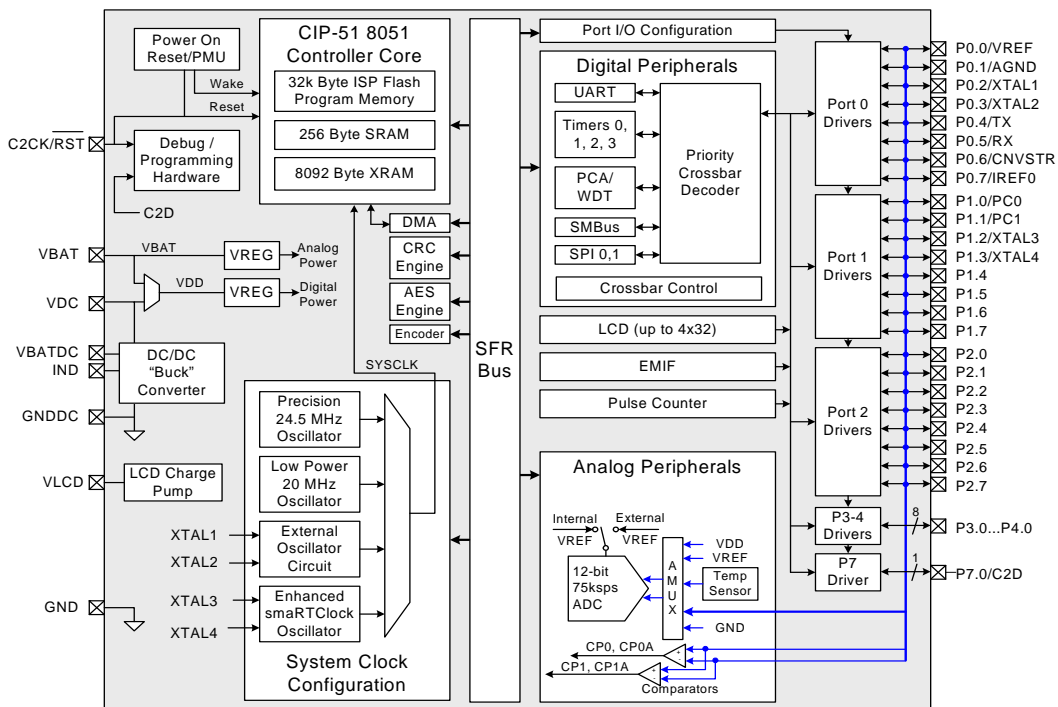 Power On
Reset/PMU
Wake
Reset
C2CK/RST
Debug /
Programming
Hardware
C2D
CIP-51 8051
Controller Core
32k Byte ISP Flash
Program Memory
256 Byte SRAM
8092 Byte XRAM
VBAT
VBAT
VREG
Analog
Power
VDC
VDD
VREG
Digital
Power
VBATDC
IND
DC/DC
“Buck”
Converter
GNDDC
VLCD
LCD Charge
Pump
GND
DMA
CRC
Engine
AES
Engine
Encoder
SYSCLK
Precision
24.5 MHz
Oscillator
Low Power
20 MHz
Oscillator
XTAL1
XTAL2
External
Oscillator
Circuit
XTAL3
XTAL4
Enhanced
smaRTClock
Oscillator
System Clock
Configuration
SFR
Bus
Port I/O Configuration
Digital Peripherals
UART
Timers 0,
1, 2, 3
PCA/
WDT
SMBus
SPI 0,1
Priority
Crossbar
Decoder
Crossbar Control
LCD (up to 4x32)
EMIF
Pulse Counter
Analog Peripherals
Internal
VREF
External
VREF
12-bit
75ksps
ADC
A
M
U
X
VDD
VREF
Temp
Sensor
GND
CP0, CP0A
+
-
CP1, CP1A
+
-
Comparators
Port 0
Drivers
Port 1
Drivers
Port 2
Drivers
P3-4
Drivers
P7
Driver
8
1
P0.0/VREF
P0.1/AGND
P0.2/XTAL1
P0.3/XTAL2
P0.4/TX
P0.5/RX
P0.6/CNVSTR
P0.7/IREF0
P1.0/PC0
P1.1/PC1
P1.2/XTAL3
P1.3/XTAL4
P1.4
P1.5
P1.6
P1.7
P2.0
P2.1
P2.2
P2.3
P2.4
P2.5
P2.6
P2.7
P3.0...P4.0
P7.0/C2D